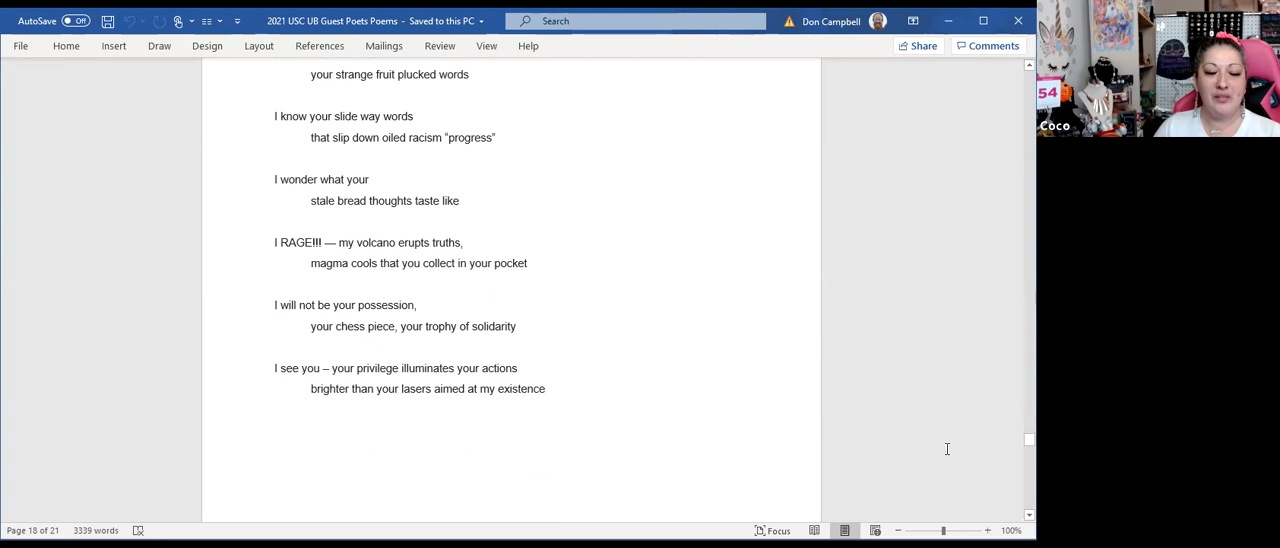 AutoSave Off 2021 USC UB Guest Poets Poems - Saved to this PC Search Don Campbell
File Home Insert Draw Design Layout References Mailings Review View Help Share Comments
your strange fruit plucked words
I know your slide way words
that slip down oiled racism “progress”
I wonder what your
stale bread thoughts taste like
I RAGE!!! — my volcano erupts truths,
magma cools that you collect in your pocket
I will not be your possession,
your chess piece, your trophy of solidarity
I see you – your privilege illuminates your actions
brighter than your lasers aimed at my existence
Page 18 of 21 3339 words Focus 100%
54
Coco